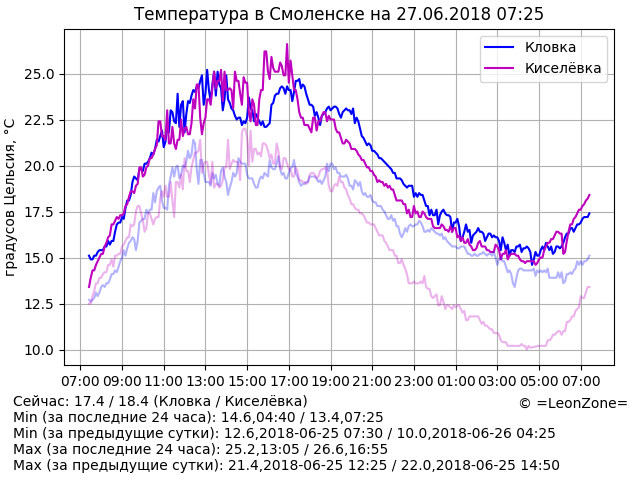 Температура в Смоленске на 27.06.2018 07:25
Кловка
Киселёвка
градусов Цельсия, °C
25.0
22.5
20.0
17.5
15.0
12.5
10.0
07:00 09:00 11:00 13:00 15:00 17:00 19:00 21:00 23:00 01:00 03:00 05:00 07:00
Сейчас: 17.4 / 18.4 (Кловка / Киселёвка)
© =LeonZone=
Min (за последние 24 часа): 14.6,04:40 / 13.4,07:25
Min (за предыдущие сутки): 12.6,2018-06-25 07:30 / 10.0,2018-06-26 04:25
Max (за последние 24 часа): 25.2,13:05 / 26.6,16:55
Max (за предыдущие сутки): 21.4,2018-06-25 12:25 / 22.0,2018-06-25 14:50